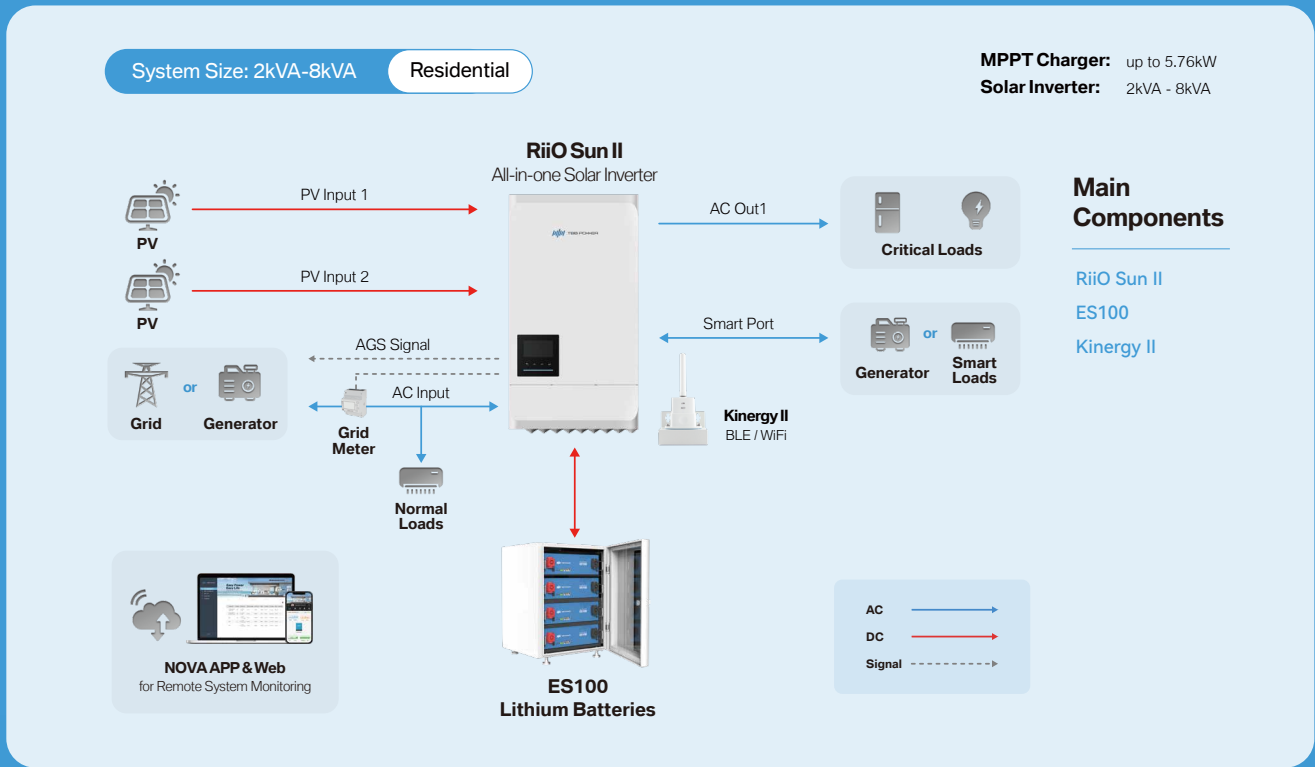 System Size: 2kVA-8kVA
Residential
MPPT Charger: up to 5.76kW
Solar Inverter: 2kVA - 8kVA
RiiO Sun II
All-in-one Solar Inverter
PV Input 1
PV
PV Input 2
PV
AGS Signal
AC Input
Grid
or
Generator
Grid
Meter
Normal
Loads
TBB POWER
AC Out1
Critical Loads
Smart Port
Generator
or
Smart
Loads
Kinergy II
BLE / WiFi
Main
Components
RiiO Sun II
ES100
Kinergy II
NOVA APP & Web
for Remote System Monitoring
ES100
Lithium Batteries
AC
DC
Signal